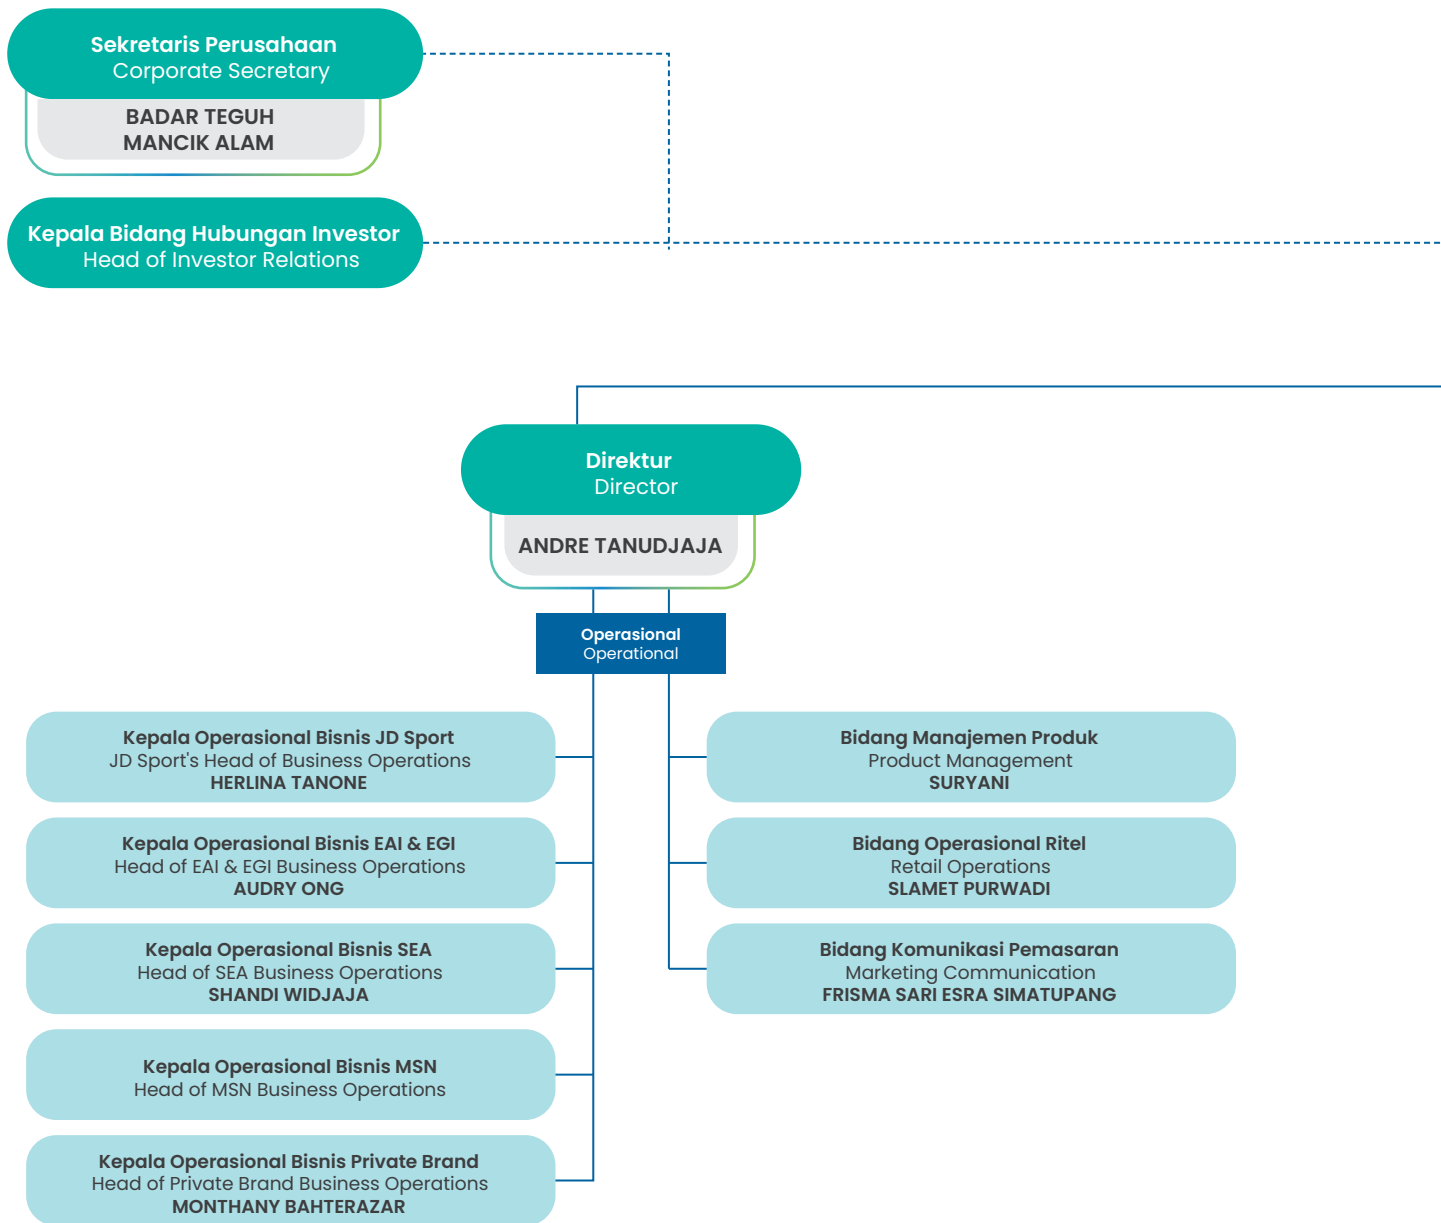 Sekretaris Perusahaan
Corporate Secretary
BADAR TEGUH
MANCIK ALAM
Kepala Bidang Hubungan Investor
Head of Investor Relations
Direktur
Director
ANDRE TANUDJAJA
Operasional
Operational
Kepala Operasional Bisnis JD Sport
JD Sport's Head of Business Operations
HERLINA TANONE
Kepala Operasional Bisnis EAI & EGI
Head of EAI & EGI Business Operations
AUDRY ONG
Kepala Operasional Bisnis SEA
Head of SEA Business Operations
SHANDI WIDJAJA
Kepala Operasional Bisnis MSN
Head of MSN Business Operations
Kepala Operasional Bisnis Private Brand
Head of Private Brand Business Operations
MONTHANY BAHTERAZAR
Bidang Manajemen Produk
Product Management
SURYANI
Bidang Operasional Ritel
Retail Operations
SLAMET PURWADI
Bidang Komunikasi Pemasaran
Marketing Communication
FRISMA SARI ESRA SIMATUPANG